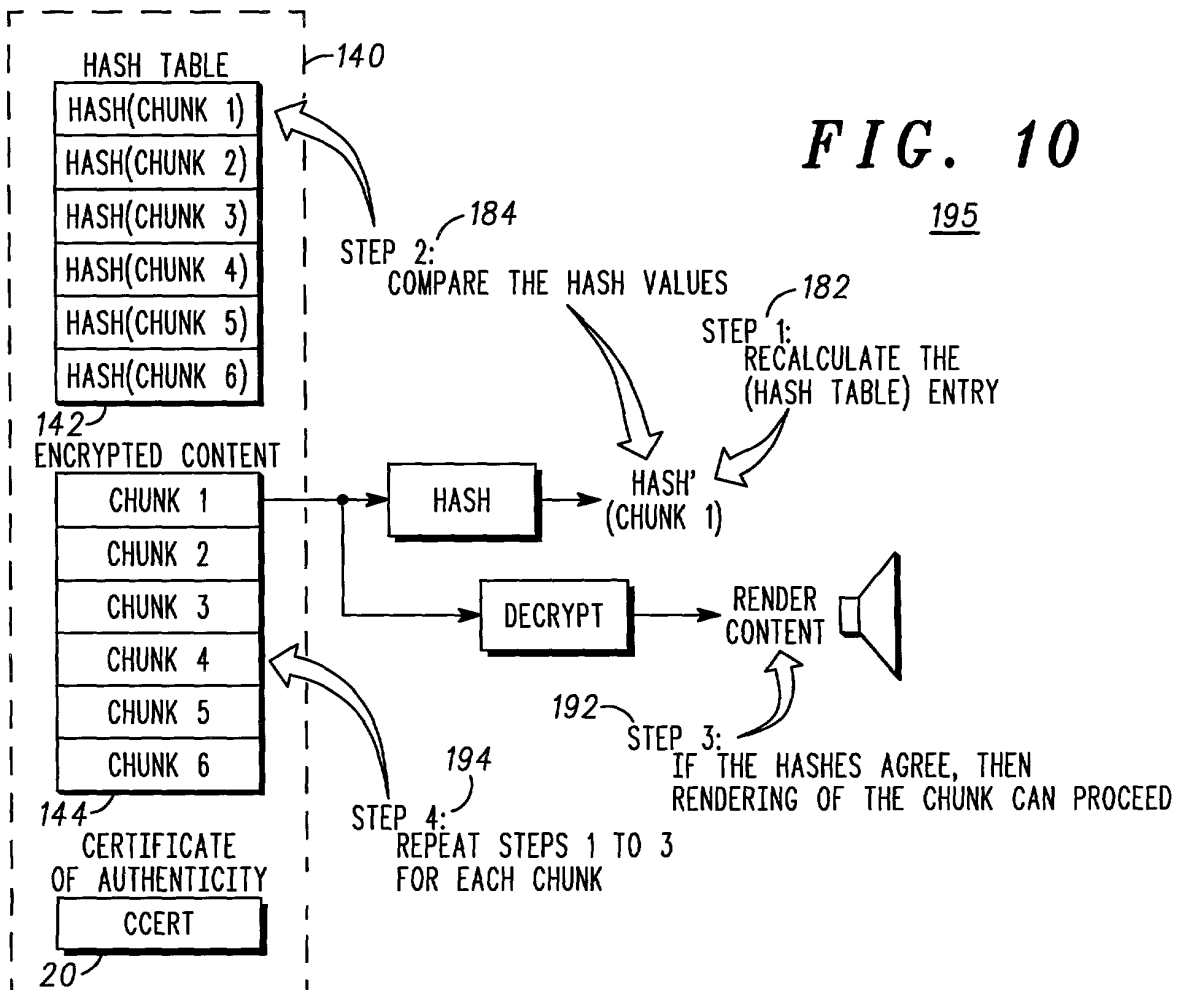 HASH TABLE
140
HASH(CHUNK 1)
HASH(CHUNK 2)
HASH(CHUNK 3)
HASH(CHUNK 4)
HASH(CHUNK 5)
HASH(CHUNK 6)
142
FIG. 10
195
184
STEP 2:
COMPARE THE HASH VALUES
182
STEP 1:
RECALCULATE THE
(HASH TABLE) ENTRY
ENCRYPTED CONTENT
CHUNK 1
CHUNK 2
CHUNK 3
CHUNK 4
CHUNK 5
CHUNK 6
144
HASH
HASH'
(CHUNK 1)
DECRYPT
RENDER
CONTENT
192
STEP 3:
IF THE HASHES AGREE, THEN
RENDERING OF THE CHUNK CAN PROCEED
194
STEP 4:
REPEAT STEPS 1 TO 3
FOR EACH CHUNK
CERTIFICATE
OF AUTHENTICITY
CCERT
20